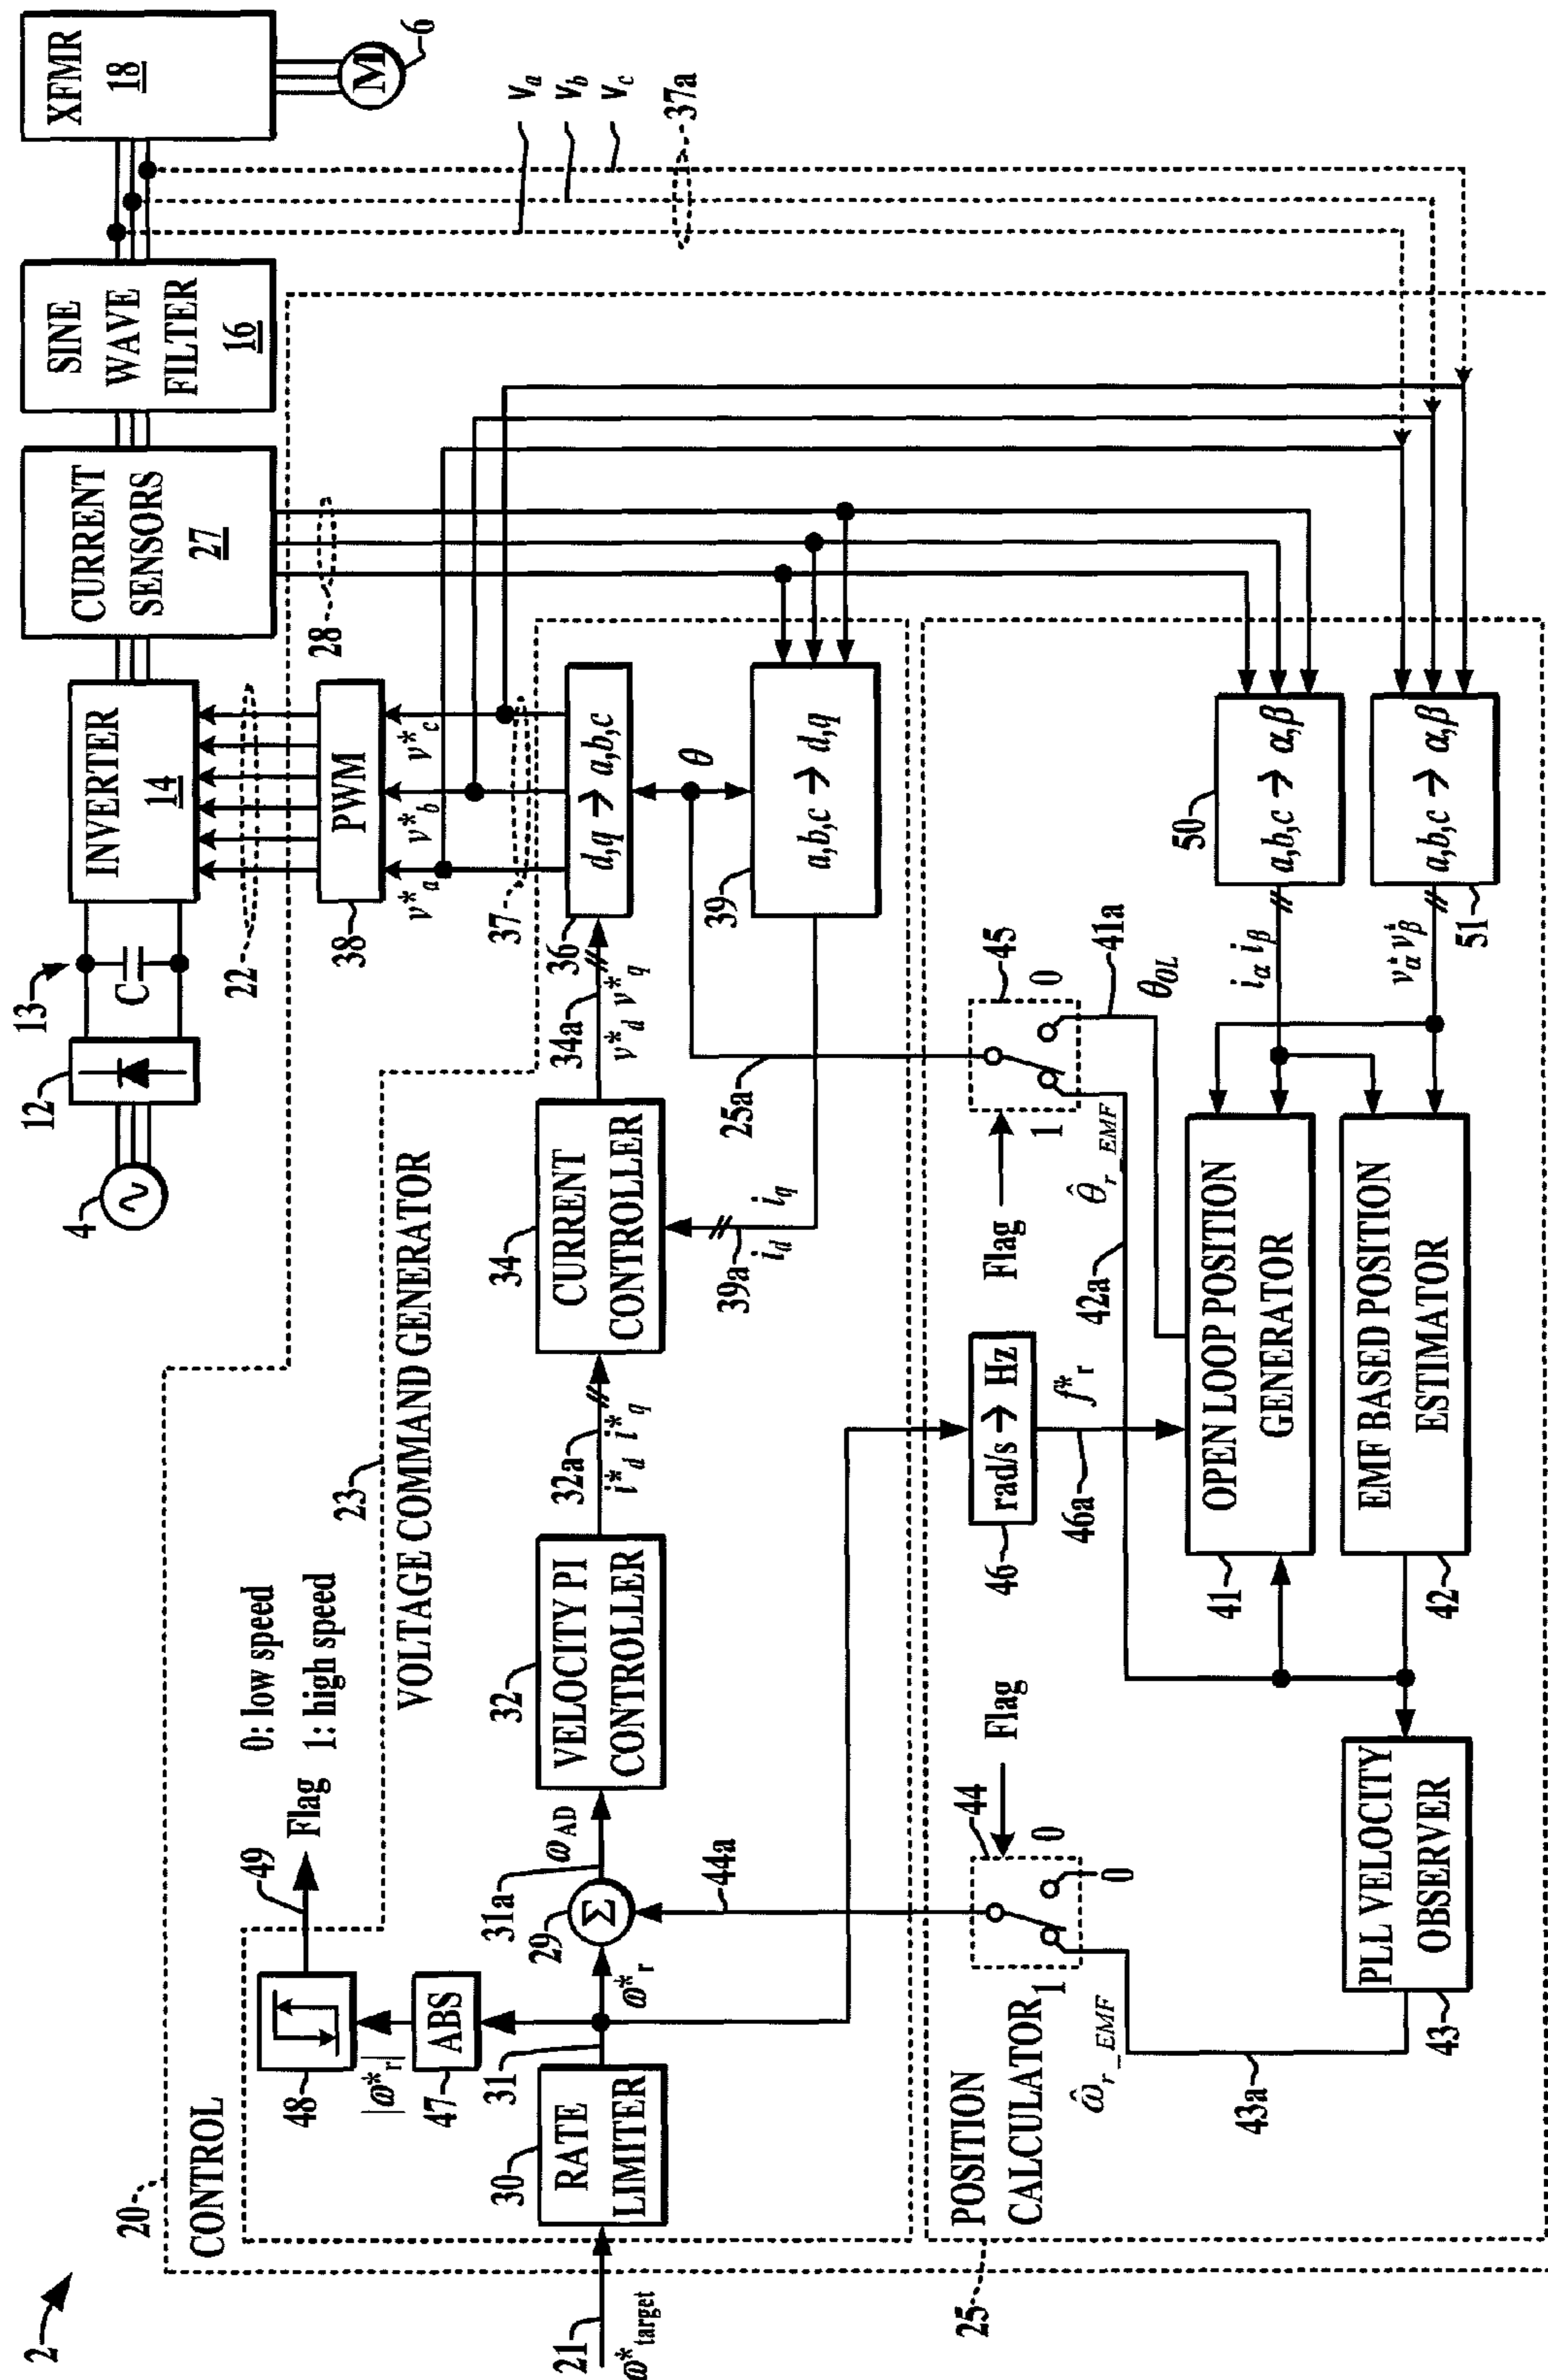 2
4
12
13
C
INVERTER
14
CURRENT
SENSORS
27
SINE
WAVE
FILTER
16
XFMR
18
M
6
20
CONTROL
22
28
PWM
38
v*a
v*b
v*c
37
va
vb
vc
37a
0: low speed
1: high speed
49
Flag
48
|ω*r|
ABS
47
23
VOLTAGE COMMAND GENERATOR
21
ω*target
RATE
LIMITER
30
31
ω*r
Σ
29
31a
ωAD
VELOCITY PI
CONTROLLER
32
32a
i*d i*q
CURRENT
CONTROLLER
34
34a
v*d v*q
d,q → a,b,c
36
θ
a,b,c → d,q
39
39a
id iq
25a
44a
25
POSITION
CALCULATOR
44
Flag
1
0
0
ω̂r_EMF
43a
PLL VELOCITY
OBSERVER
43
46
rad/s → Hz
46a
f*r
Flag
45
1
0
θ̂r_EMF
42a
θOL
41a
OPEN LOOP POSITION
GENERATOR
41
EMF BASED POSITION
ESTIMATOR
42
iα iβ
50
a,b,c → α,β
v*α v*β
51
a,b,c → α,β